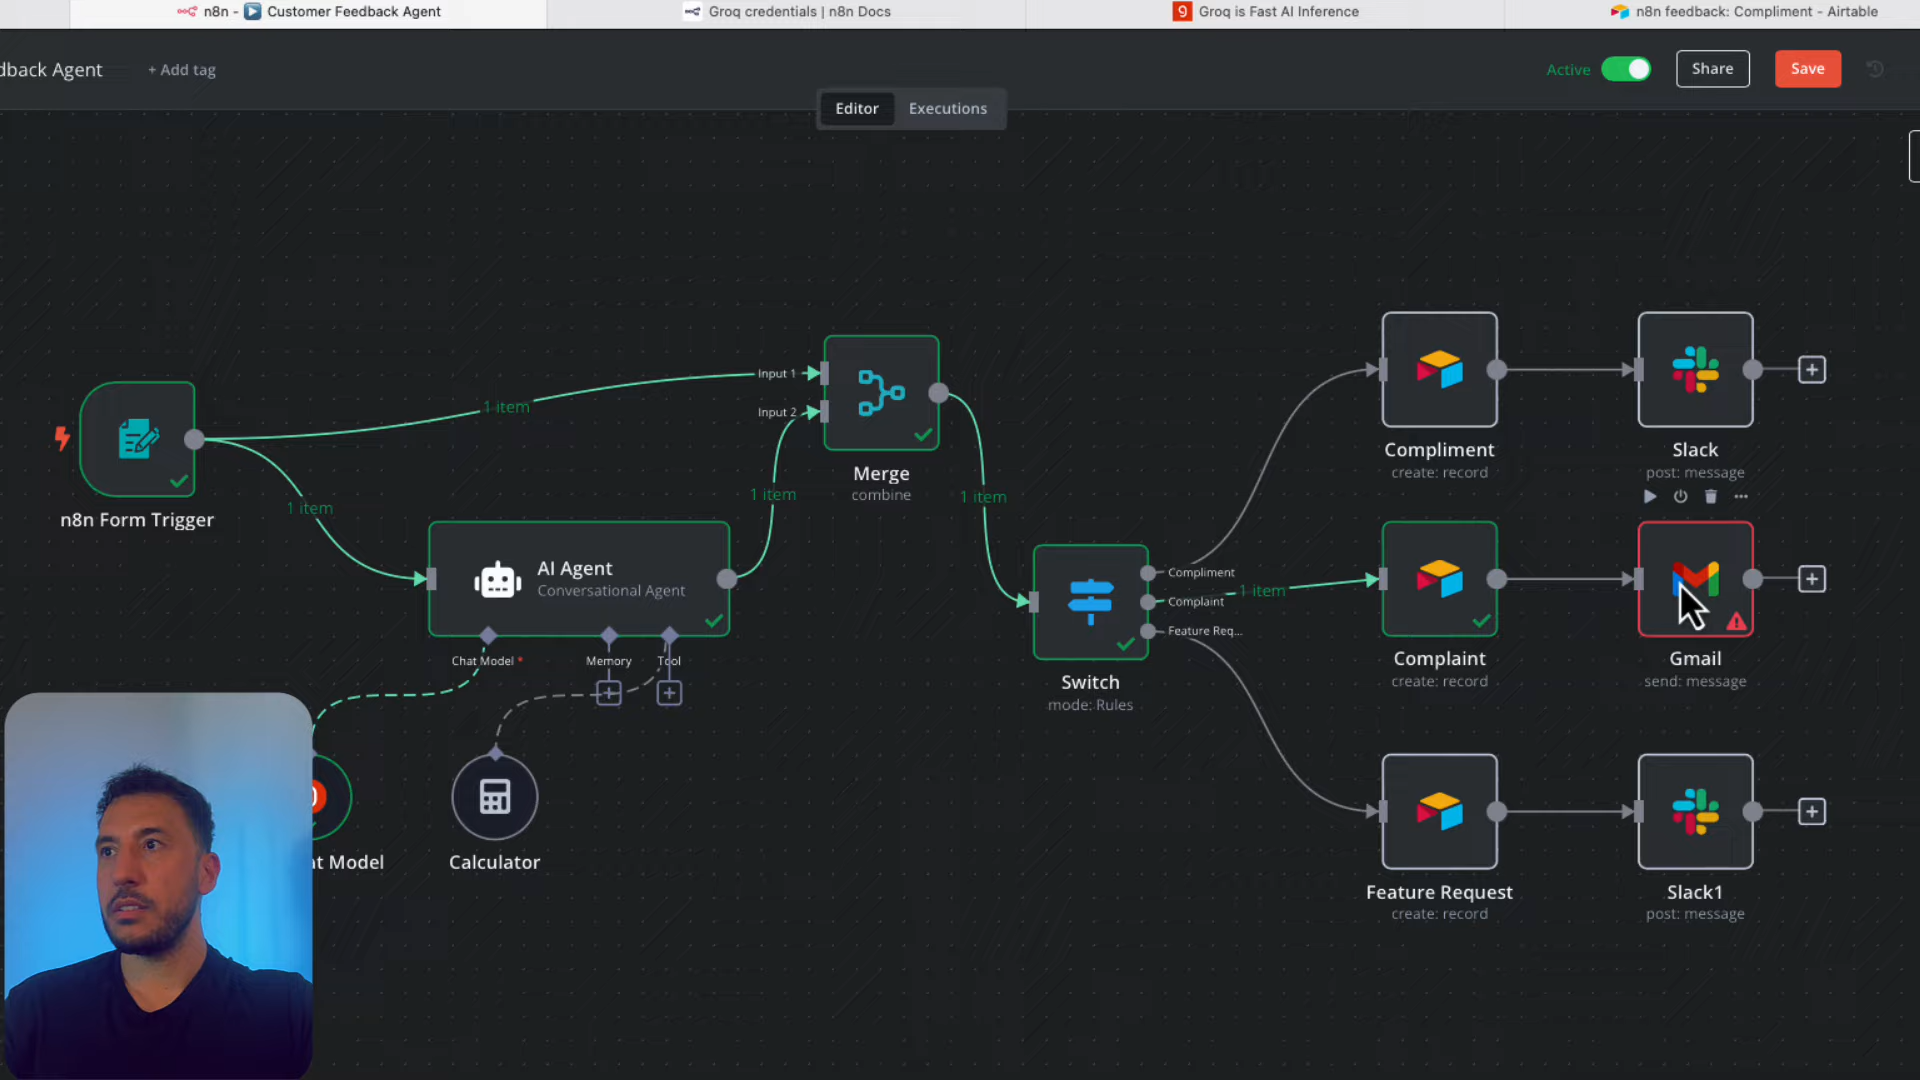 n8n - Customer Feedback Agent
Groq credentials | n8n Docs
Groq is Fast AI Inference
n8n feedback: Compliment - Airtable
dback Agent
+ Add tag
Active
Share
Save
Editor
Executions
Input 1
Input 2
1 item
1 item
1 item
1 item
1 item
Merge
combine
n8n Form Trigger
AI Agent
Conversational Agent
Chat Model *
Memory
Tool
Compliment
Complaint
Feature Req...
Switch
mode: Rules
Compliment
create: record
Slack
post: message
Complaint
create: record
Gmail
send: message
at Model
Calculator
Feature Request
create: record
Slack1
post: message